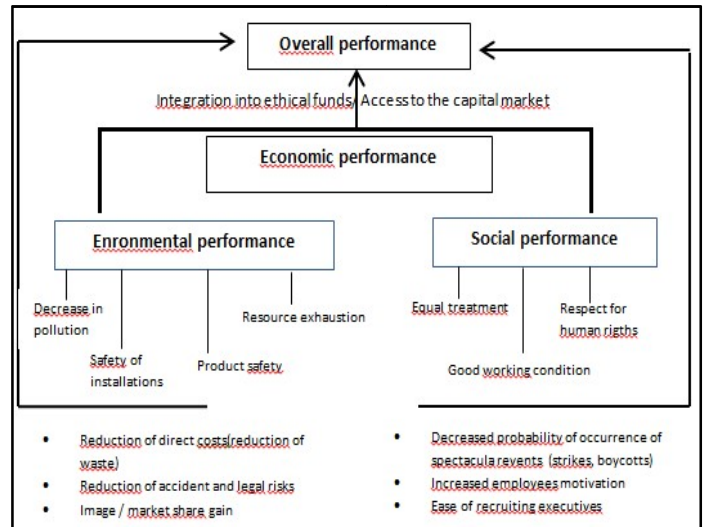 Overall performance
Integration into ethical funds/ Access to the capital market
Economic performance
Enronmental performance
Social performance
Decrease in
pollution
Safety of
installations
Product safety
Resource exhaustion
Equal treatment
Good working condition
Respect for
human rigths
• Reduction of direct costs(reduction of
waste)
• Reduction of accident and legal risks
• Image / market share gain
• Decreased probability of occurrence of
spectacula revents (strikes, boycotts)
• Increased employees motivation
• Ease of recruiting executives